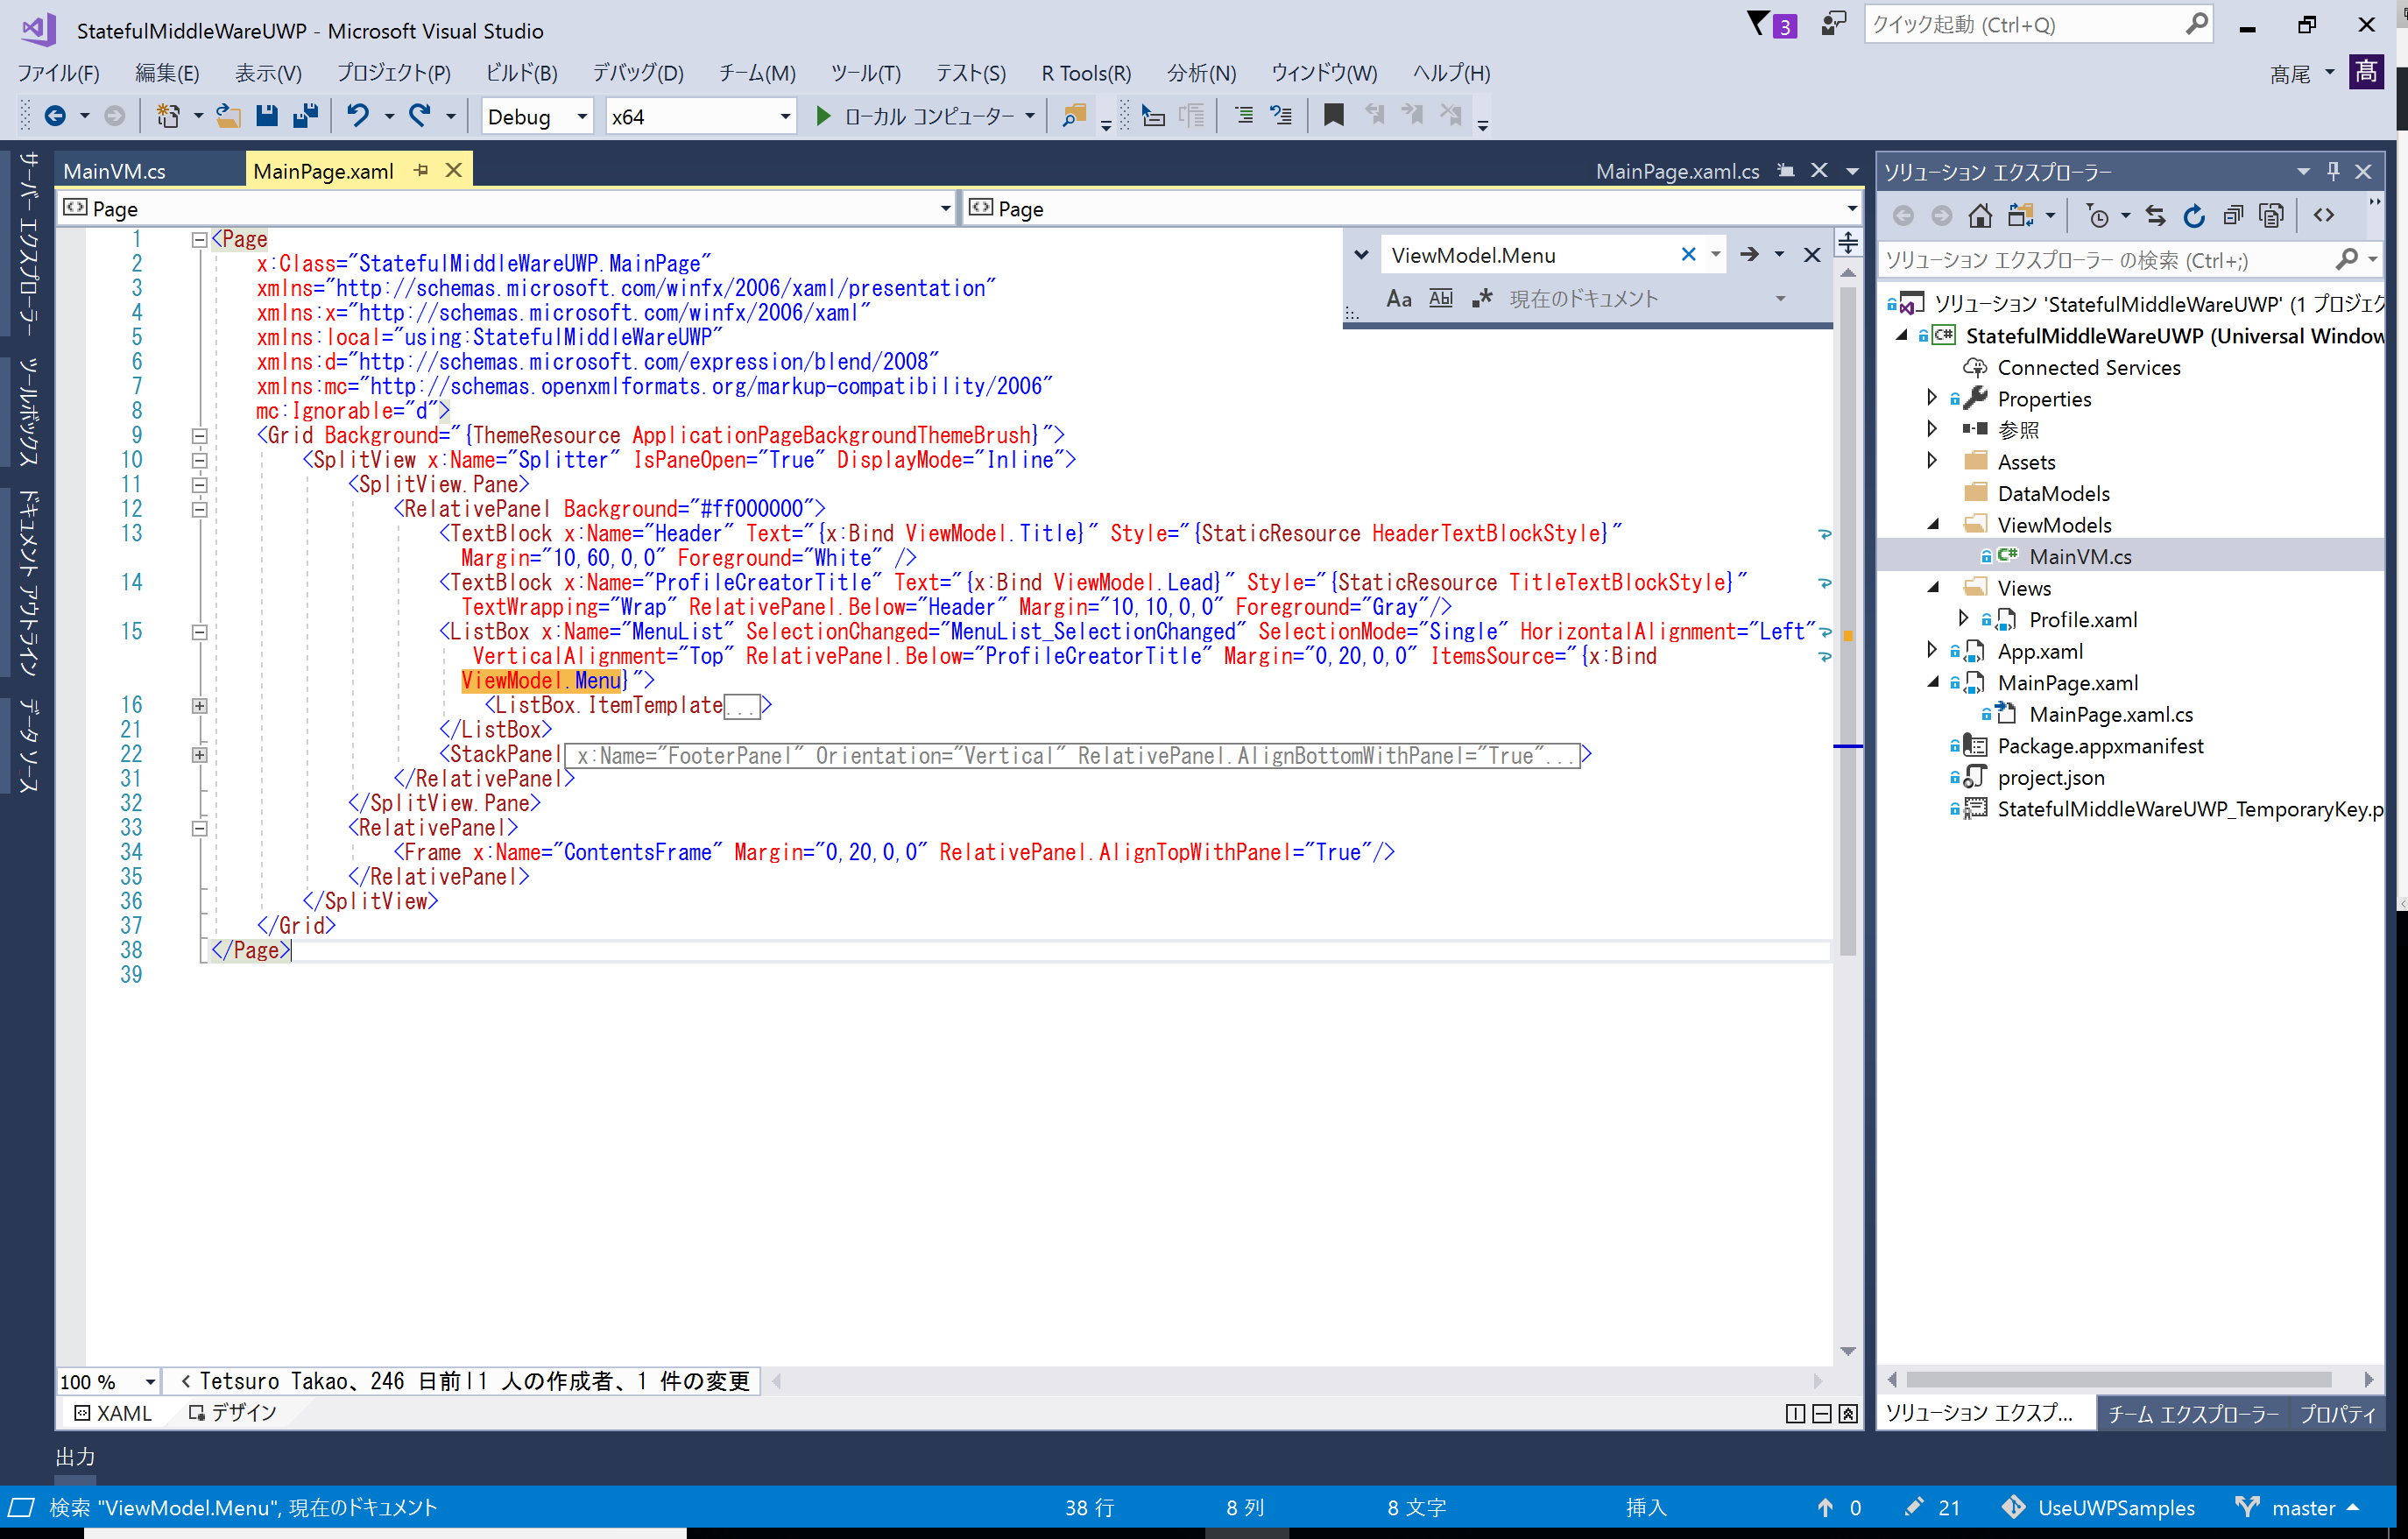 StatefulMiddleWareUWP - Microsoft Visual Studio
3
クイック起動 (Ctrl+Q)
ファイル(F) 編集(E) 表示(V) プロジェクト(P) ビルド(B) デバッグ(D) チーム(M) ツール(T) テスト(S) R Tools(R) 分析(N) ウィンドウ(W) ヘルプ(H)
髙尾 髙
Debug x64 ローカル コンピューター
サーバー エクスプローラー
ツールボックス
ドキュメント アウトライン
データ ソース
MainVM.cs MainPage.xaml MainPage.xaml.cs
Page Page
ViewModel.Menu
Aa Abl .* 現在のドキュメント
1 <Page
2 x:Class="StatefulMiddleWareUWP.MainPage"
3 xmlns="http://schemas.microsoft.com/winfx/2006/xaml/presentation"
4 xmlns:x="http://schemas.microsoft.com/winfx/2006/xaml"
5 xmlns:local="using:StatefulMiddleWareUWP"
6 xmlns:d="http://schemas.microsoft.com/expression/blend/2008"
7 xmlns:mc="http://schemas.openxmlformats.org/markup-compatibility/2006"
8 mc:Ignorable="d">
9 <Grid Background="{ThemeResource ApplicationPageBackgroundThemeBrush}">
10 <SplitView x:Name="Splitter" IsPaneOpen="True" DisplayMode="Inline">
11 <SplitView.Pane>
12 <RelativePanel Background="#ff000000">
13 <TextBlock x:Name="Header" Text="{x:Bind ViewModel.Title}" Style="{StaticResource HeaderTextBlockStyle}"
Margin="10,60,0,0" Foreground="White" />
14 <TextBlock x:Name="ProfileCreatorTitle" Text="{x:Bind ViewModel.Lead}" Style="{StaticResource TitleTextBlockStyle}"
TextWrapping="Wrap" RelativePanel.Below="Header" Margin="10,10,0,0" Foreground="Gray"/>
15 <ListBox x:Name="MenuList" SelectionChanged="MenuList_SelectionChanged" SelectionMode="Single" HorizontalAlignment="Left"
VerticalAlignment="Top" RelativePanel.Below="ProfileCreatorTitle" Margin="0,20,0,0" ItemsSource="{x:Bind
ViewModel.Menu}">
16 <ListBox.ItemTemplate...>
21 </ListBox>
22 <StackPanel x:Name="FooterPanel" Orientation="Vertical" RelativePanel.AlignBottomWithPanel="True"...>
31 </RelativePanel>
32 </SplitView.Pane>
33 <RelativePanel>
34 <Frame x:Name="ContentsFrame" Margin="0,20,0,0" RelativePanel.AlignTopWithPanel="True"/>
35 </RelativePanel>
36 </SplitView>
37 </Grid>
38 </Page>
39
100 % < Tetsuro Takao、246 日前|1 人の作成者、1 件の変更
XAML デザイン
ソリューション エクスプローラー
ソリューション エクスプローラー の検索 (Ctrl+;)
ソリューション 'StatefulMiddleWareUWP' (1 プロジェク
C# StatefulMiddleWareUWP (Universal Window
Connected Services
Properties
参照
Assets
DataModels
ViewModels
C# MainVM.cs
Views
Profile.xaml
App.xaml
MainPage.xaml
MainPage.xaml.cs
Package.appxmanifest
project.json
StatefulMiddleWareUWP_TemporaryKey.p
ソリューション エクスプ... チーム エクスプローラー プロパティ
出力
検索 "ViewModel.Menu", 現在のドキュメント 38 行 8 列 8 文字 挿入 0 21 UseUWPSamples master